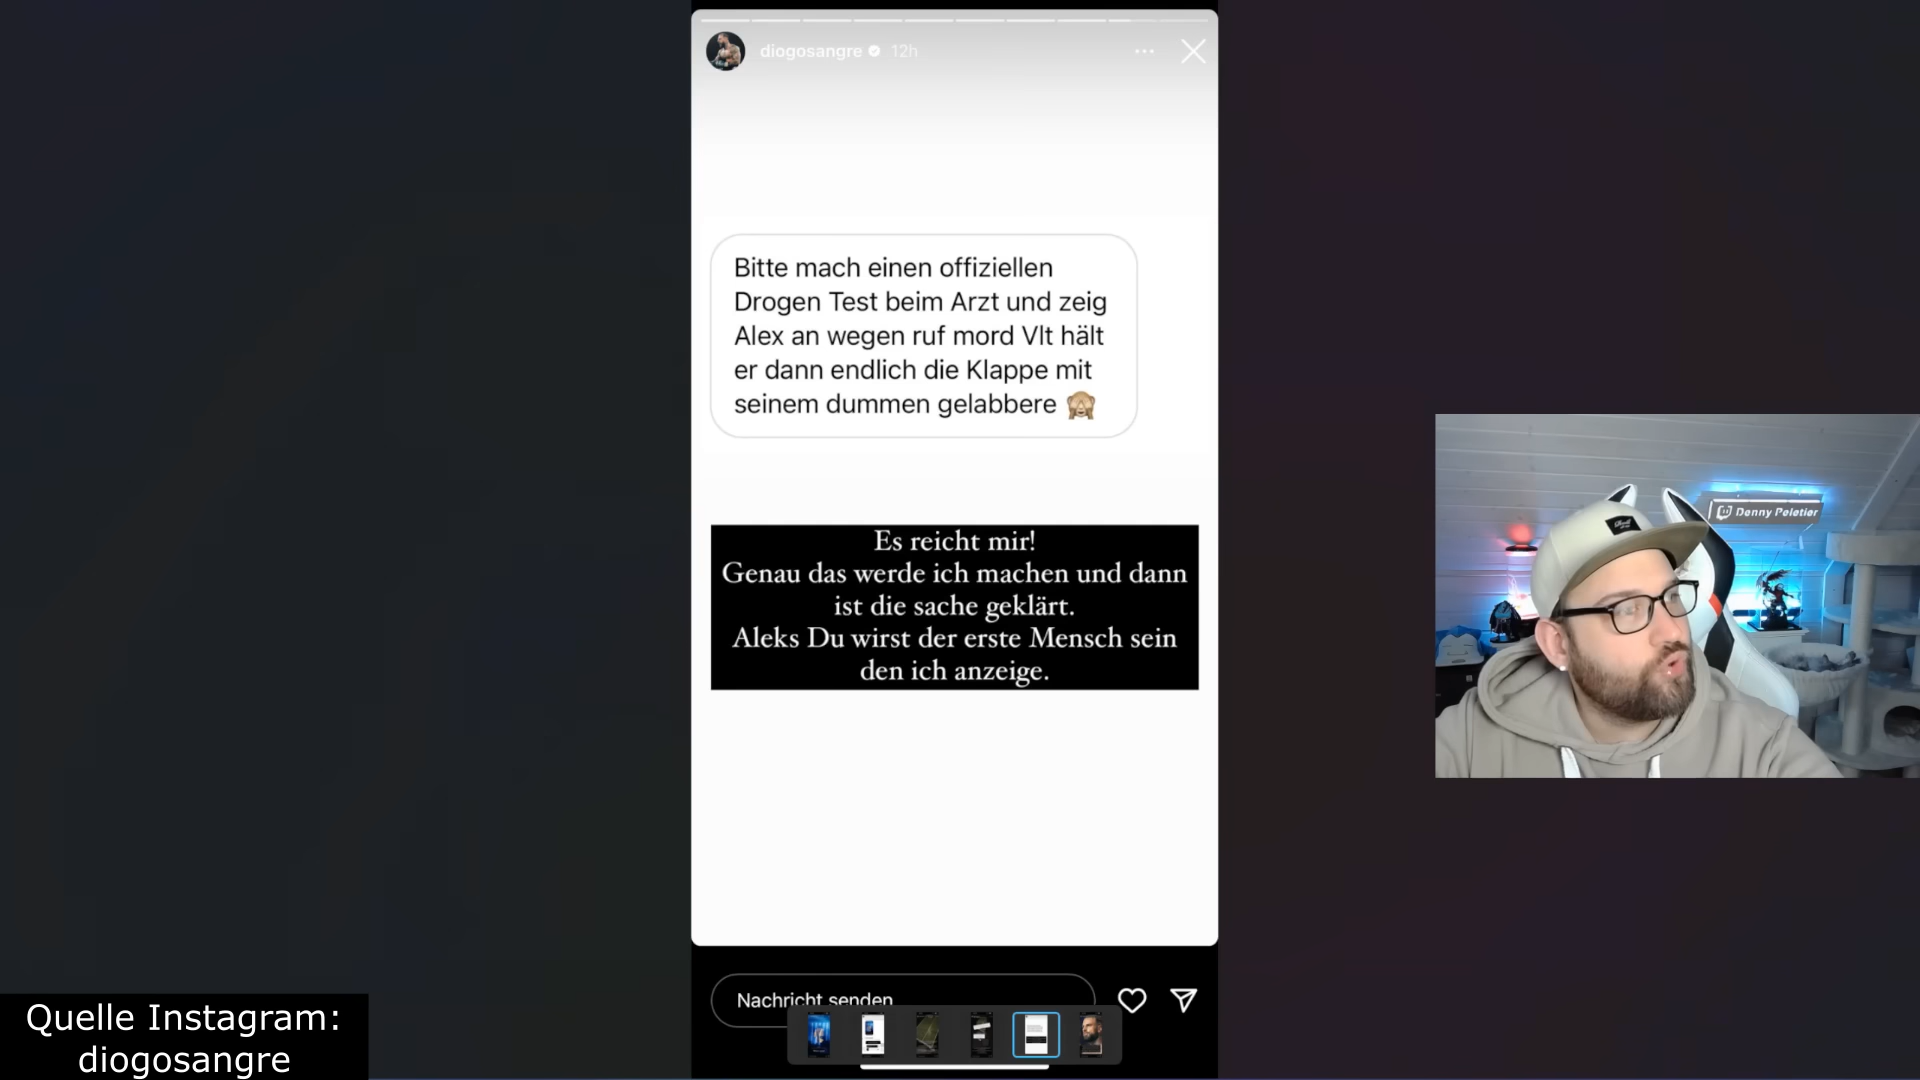 diogosangre 12h
Bitte mach einen offiziellen
Drogen Test beim Arzt und zeig
Alex an wegen ruf mord Vlt hält
er dann endlich die Klappe mit
seinem dummen gelabbere 🙈
Es reicht mir!
Genau das werde ich machen und dann
ist die sache geklärt.
Aleks Du wirst der erste Mensch sein
den ich anzeige.
Denny Peletier
Nachricht senden
Quelle Instagram:
diogosangre